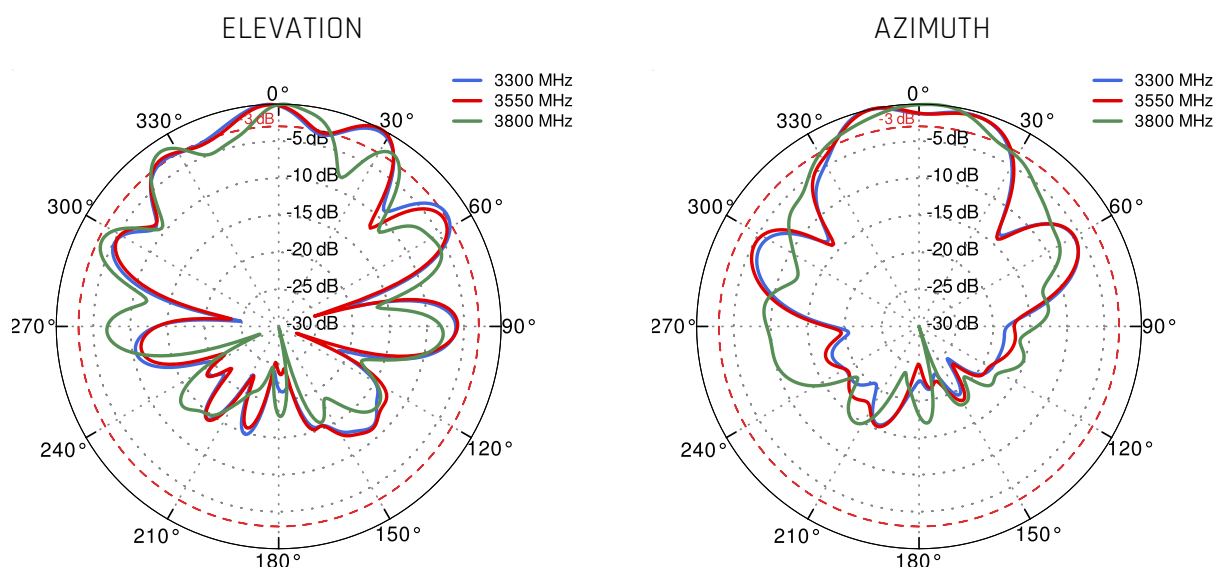 ELEVATION
3300 MHz
3550 MHz
3800 MHz
0°
30°
60°
90°
120°
150°
180°
210°
240°
270°
300°
330°
-3 dB
-5 dB
-10 dB
-15 dB
-20 dB
-25 dB
-30 dB
AZIMUTH
3300 MHz
3550 MHz
3800 MHz
0°
30°
60°
90°
120°
150°
180°
210°
240°
270°
300°
330°
-3 dB
-5 dB
-10 dB
-15 dB
-20 dB
-25 dB
-30 dB